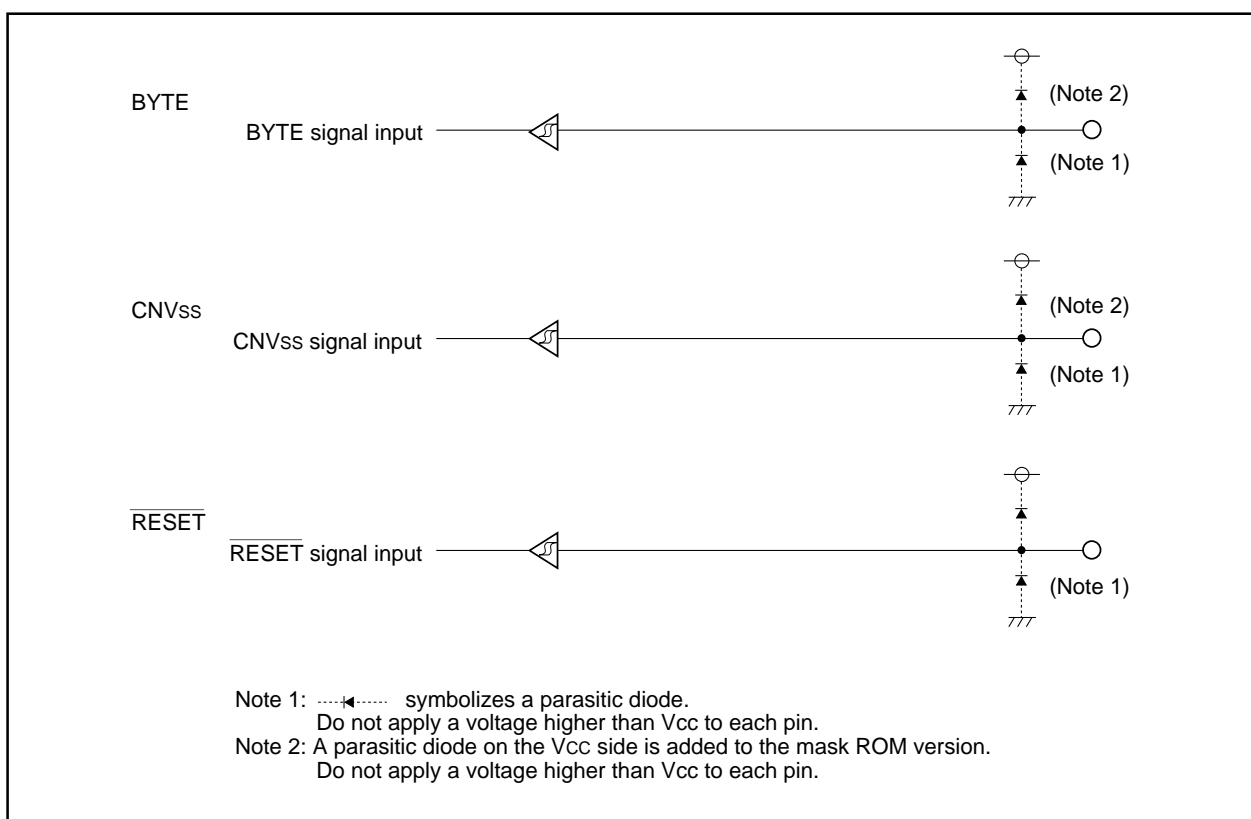 BYTE
BYTE signal input
(Note 2)
(Note 1)
CNVSS
CNVSS signal input
(Note 2)
(Note 1)
RESET
RESET signal input
(Note 1)
Note 1: symbolizes a parasitic diode.
Do not apply a voltage higher than Vcc to each pin.
Note 2: A parasitic diode on the VCC side is added to the mask ROM version.
Do not apply a voltage higher than Vcc to each pin.